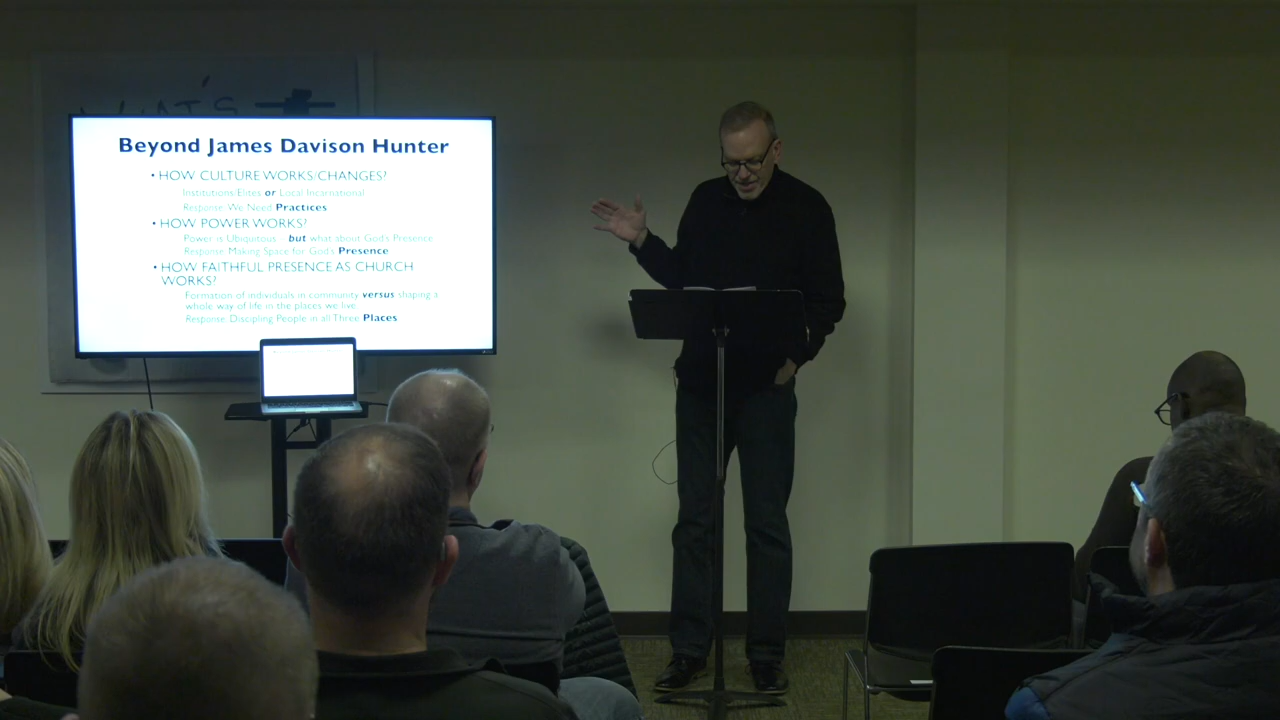 WHAT'S
Beyond James Davison Hunter
• HOW CULTURE WORKS/CHANGES?
Institutions/Elites or Local Incarnational
Response: We Need Practices
• HOW POWER WORKS?
Power is Ubiquitous - but what about God's Presence
Response: Making Space for God's Presence
• HOW FAITHFUL PRESENCE AS CHURCH
WORKS?
Formation of individuals in community versus shaping a
whole way of life in the places we live
Response: Discipling People in all Three Places